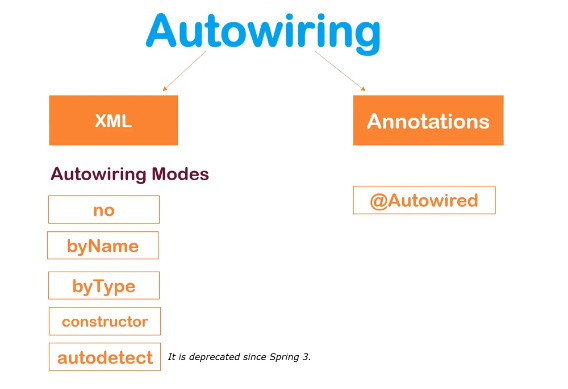 Autowiring
XML
Annotations
Autowiring Modes
no
@Autowired
byName
byType
constructor
autodetect It is deprecated since Spring 3.